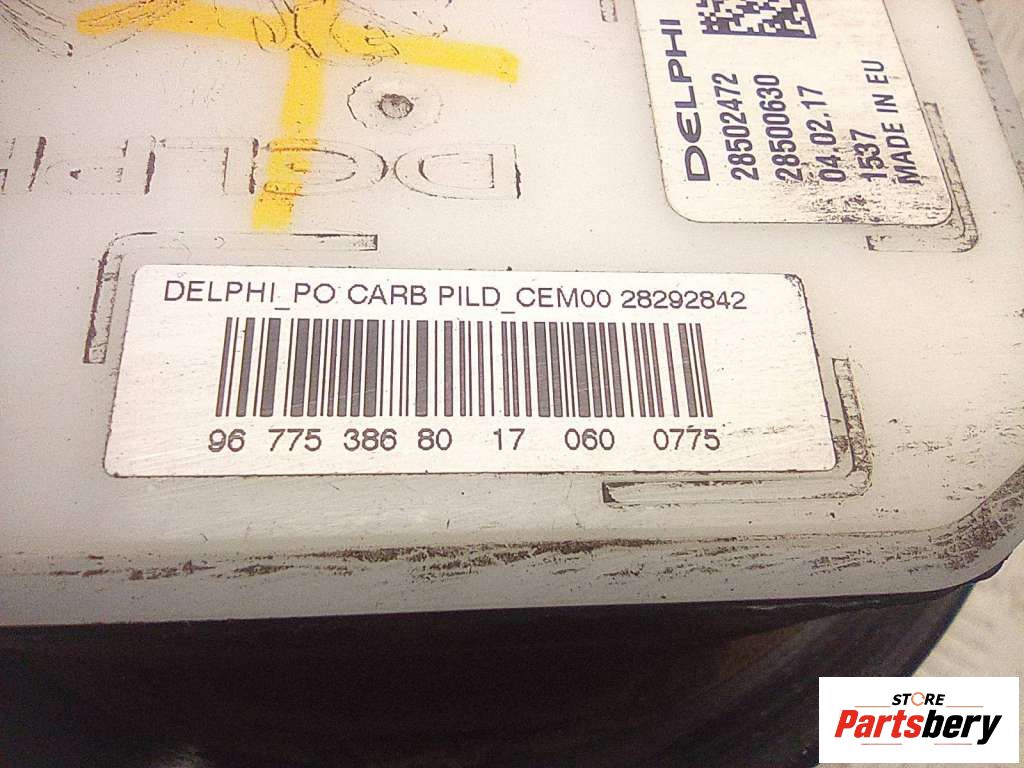 DELPHI
28502472
28500630
04.02.17
1537
MADE IN EU
DELPHI_PO CARB PILD_CEM00 28292842
96 775 386 80 17 060 0775
STORE
Partsbery